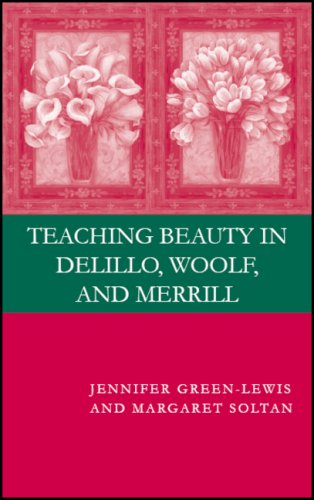 TEACHING BEAUTY IN
DELILLO, WOOLF,
AND MERRILL
JENNIFER GREEN-LEWIS
AND MARGARET SOLTAN